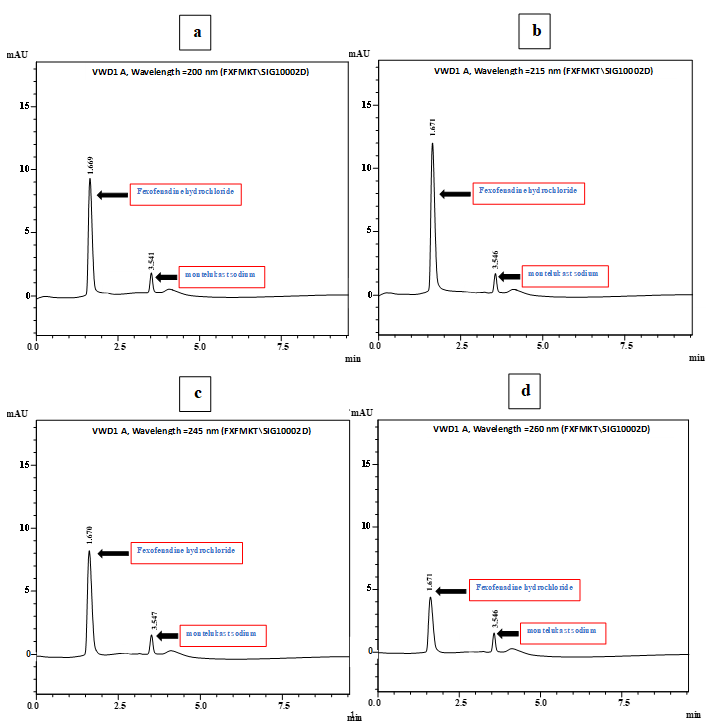 a
mAU
VWD1 A, Wavelength =200 nm (FXFMKT\SIG10002D)
15
10
5
0
1.669
Fexofenadine hydrochloride
3.541
montelukast sodium
0.0
2.5
5.0
7.5
min
b
mAU
VWD1 A, Wavelength =215 nm (FXFMKT\SIG10002D)
15
10
5
0
1.671
Fexofenadine hydrochloride
3.546
montelukast sodium
0.0
2.5
5.0
7.5
min
c
mAU
VWD1 A, Wavelength =245 nm (FXFMKT\SIG10002D)
15
10
5
0
1.670
Fexofenadine hydrochloride
3.547
montelukast sodium
0.0
2.5
5.0
7.5
min
d
mAU
VWD1 A, Wavelength =260 nm (FXFMKT\SIG10002D)
15
10
5
0
1.671
Fexofenadine hydrochloride
3.546
montelukast sodium
0.0
2.5
5.0
7.5
min